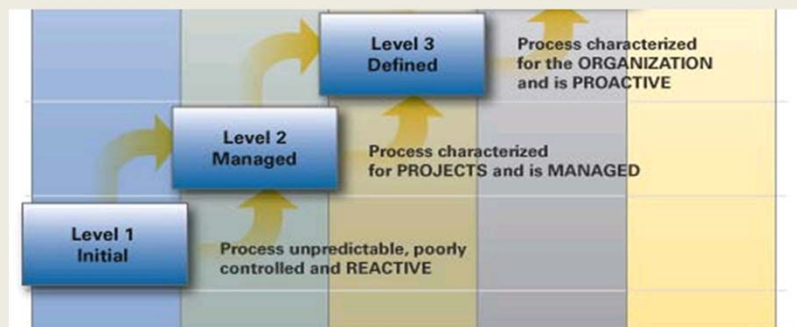 Level 3
Defined
Process characterized
for the ORGANIZATION
and is PROACTIVE
Level 2
Managed
Process characterized
for PROJECTS and is MANAGED
Level 1
Initial
Process unpredictable, poorly
controlled and REACTIVE